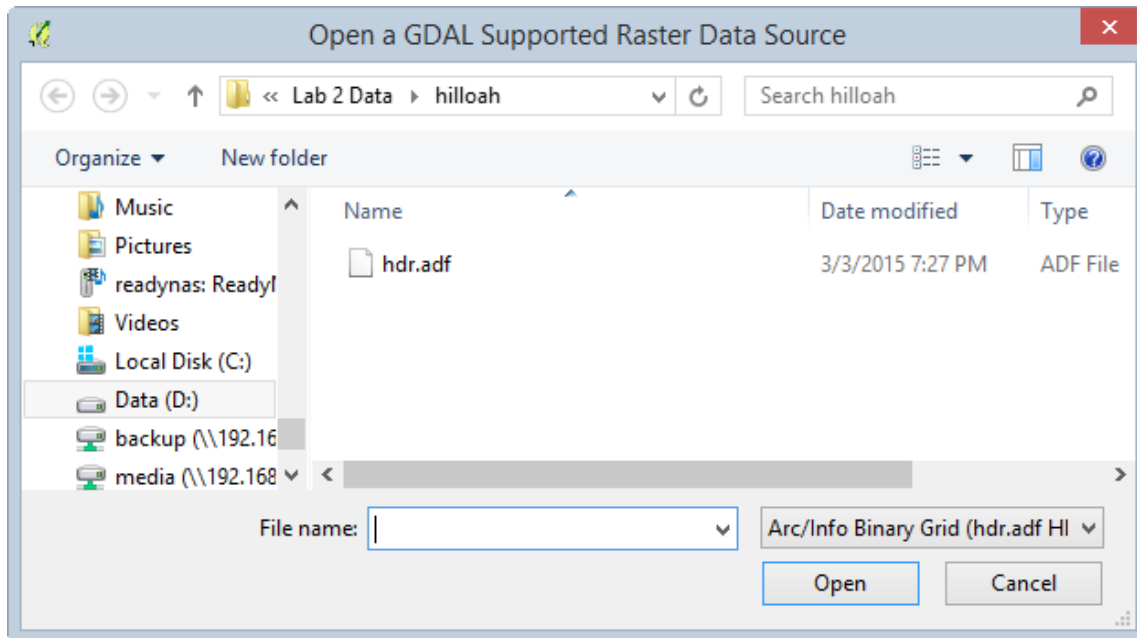 Open a GDAL Supported Raster Data Source
« Lab 2 Data hilloah
Search hilloah
Organize New folder
Name Date modified Type
Music
Pictures
readynas: ReadyN
Videos
Local Disk (C:)
Data (D:)
backup (\\192.16
media (\\192.168
hdr.adf 3/3/2015 7:27 PM ADF File
File name:
Arc/Info Binary Grid (hdr.adf HI
Open Cancel